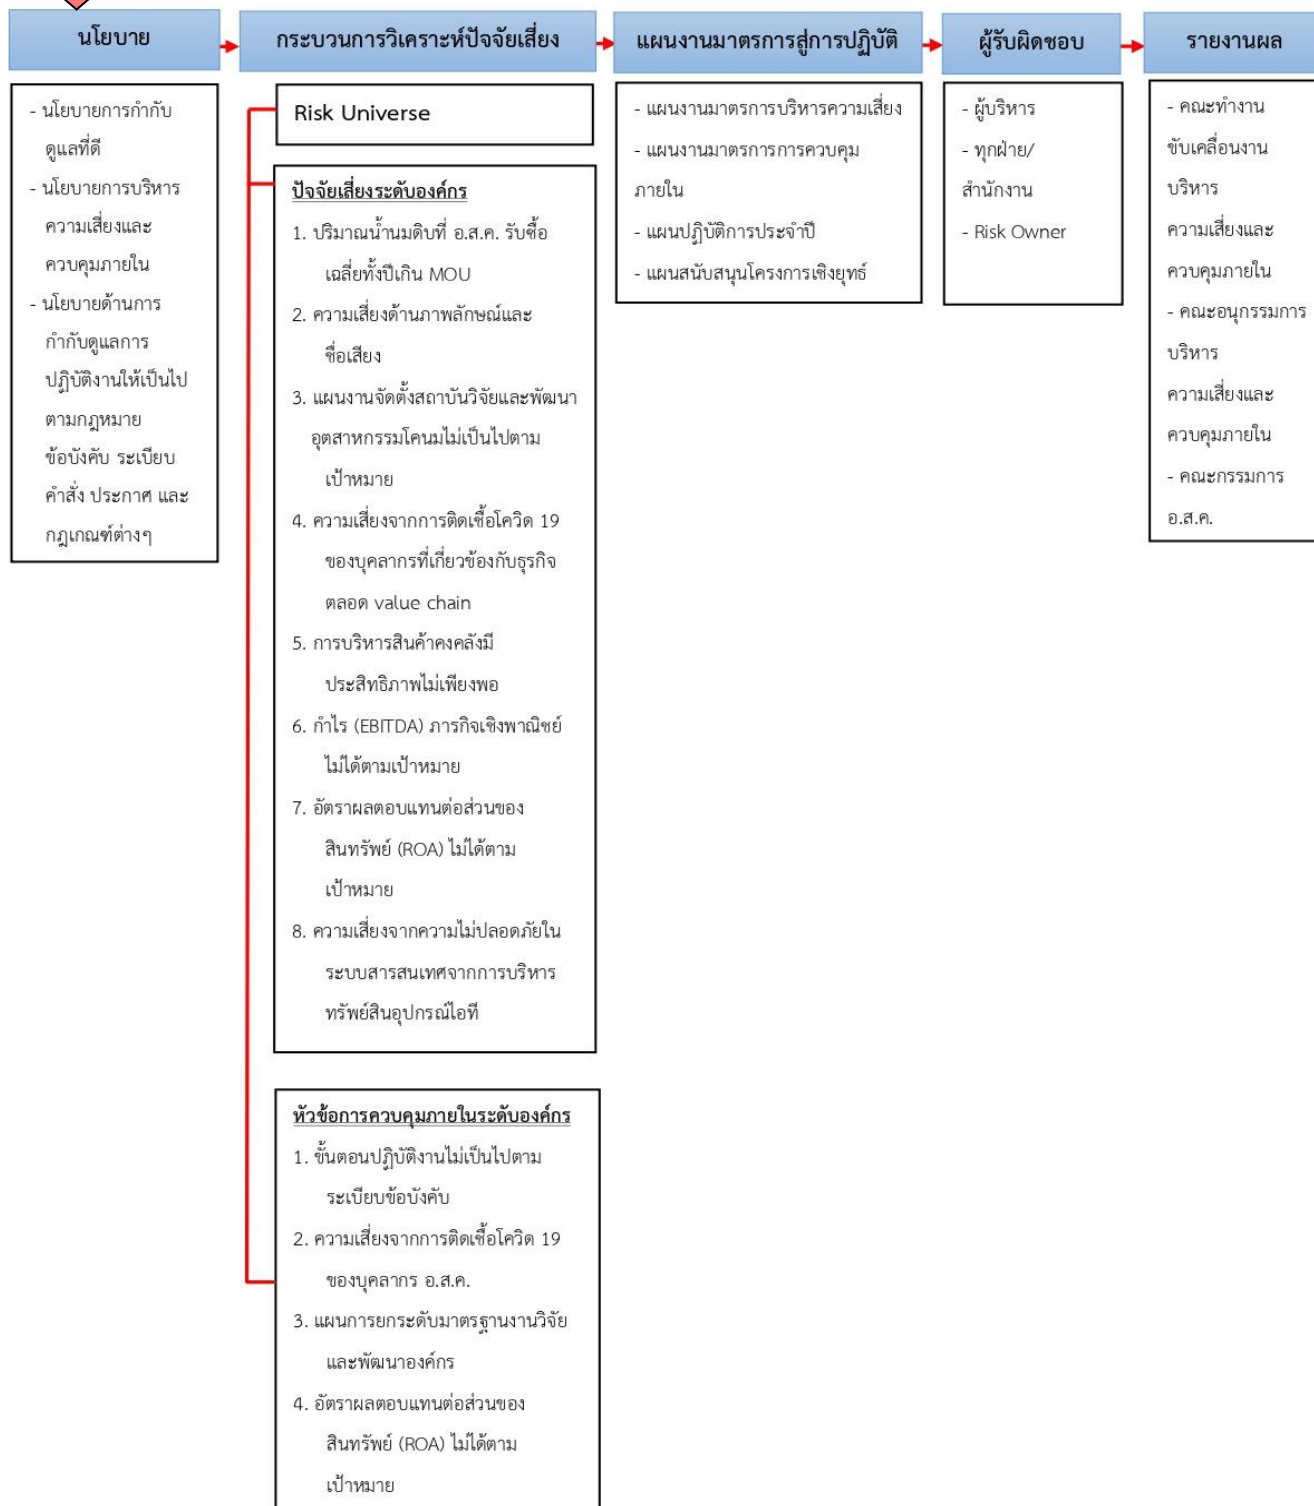 นโยบาย
กระบวนการวิเคราะห์ปัจจัยเสี่ยง
แผนงานมาตรการสู่การปฏิบัติ
ผู้รับผิดชอบ
รายงานผล
- นโยบายการกำกับ
ดูแลที่ดี
- นโยบายการบริหาร
ความเสี่ยงและ
ควบคุมภายใน
- นโยบายด้านการ
กำกับดูแลการ
ปฏิบัติงานให้เป็นไป
ตามกฎหมาย
ข้อบังคับ ระเบียบ
คำสั่ง ประกาศ และ
กฎเกณฑ์ต่างๆ
Risk Universe
ปัจจัยเสี่ยงระดับองค์กร
1. ปริมาณน้ำนมดิบที่ อ.ส.ค. รับซื้อ
เฉลี่ยทั้งปีเกิน MOU
2. ความเสี่ยงด้านภาพลักษณ์และ
ชื่อเสียง
3. แผนงานจัดตั้งสถาบันวิจัยและพัฒนา
อุตสาหกรรมโคนมไม่เป็นไปตาม
เป้าหมาย
4. ความเสี่ยงจากการติดเชื้อโควิด 19
ของบุคลากรที่เกี่ยวข้องกับธุรกิจ
ตลอด value chain
5. การบริหารสินค้าคงคลังมี
ประสิทธิภาพไม่เพียงพอ
6. กำไร (EBITDA) ภารกิจเชิงพาณิชย์
ไม่ได้ตามเป้าหมาย
7. อัตราผลตอบแทนต่อส่วนของ
สินทรัพย์ (ROA) ไม่ได้ตาม
เป้าหมาย
8. ความเสี่ยงจากความไม่ปลอดภัยใน
ระบบสารสนเทศจากการบริหาร
ทรัพย์สินอุปกรณ์ไอที
หัวข้อการควบคุมภายในระดับองค์กร
1. ขั้นตอนปฏิบัติงานไม่เป็นไปตาม
ระเบียบข้อบังคับ
2. ความเสี่ยงจากการติดเชื้อโควิด 19
ของบุคลากร อ.ส.ค.
3. แผนการยกระดับมาตรฐานงานวิจัย
และพัฒนาองค์กร
4. อัตราผลตอบแทนต่อส่วนของ
สินทรัพย์ (ROA) ไม่ได้ตาม
เป้าหมาย
- แผนงานมาตรการบริหารความเสี่ยง
- แผนงานมาตรการการควบคุม
ภายใน
- แผนปฏิบัติการประจำปี
- แผนสนับสนุนโครงการเชิงยุทธ์
- ผู้บริหาร
- ทุกฝ่าย/
สำนักงาน
- Risk Owner
- คณะทำงาน
ขับเคลื่อนงาน
บริหาร
ความเสี่ยงและ
ควบคุมภายใน
- คณะอนุกรรมการ
บริหาร
ความเสี่ยงและ
ควบคุมภายใน
- คณะกรรมการ
อ.ส.ค.